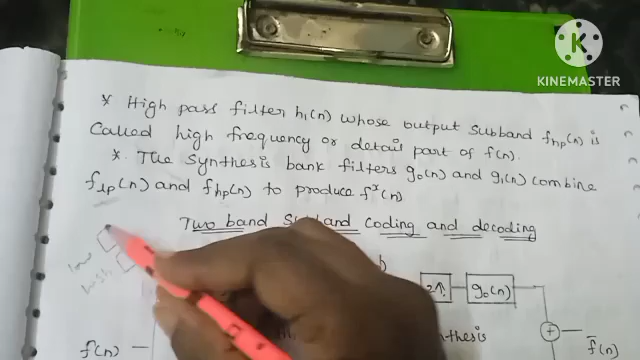 * High pass filter h₁(n) whose output subband fhp(n) is
Called high frequency or detail part of f(n).
* The synthesis bank filters g₀(n) and g₁(n) combine
flp(n) and fhp(n) to produce fˣ(n)
Two band Subband Coding and decoding
low
2↑
g₀(n)
+
f(n)
f̄(n)
K
KINEMASTER